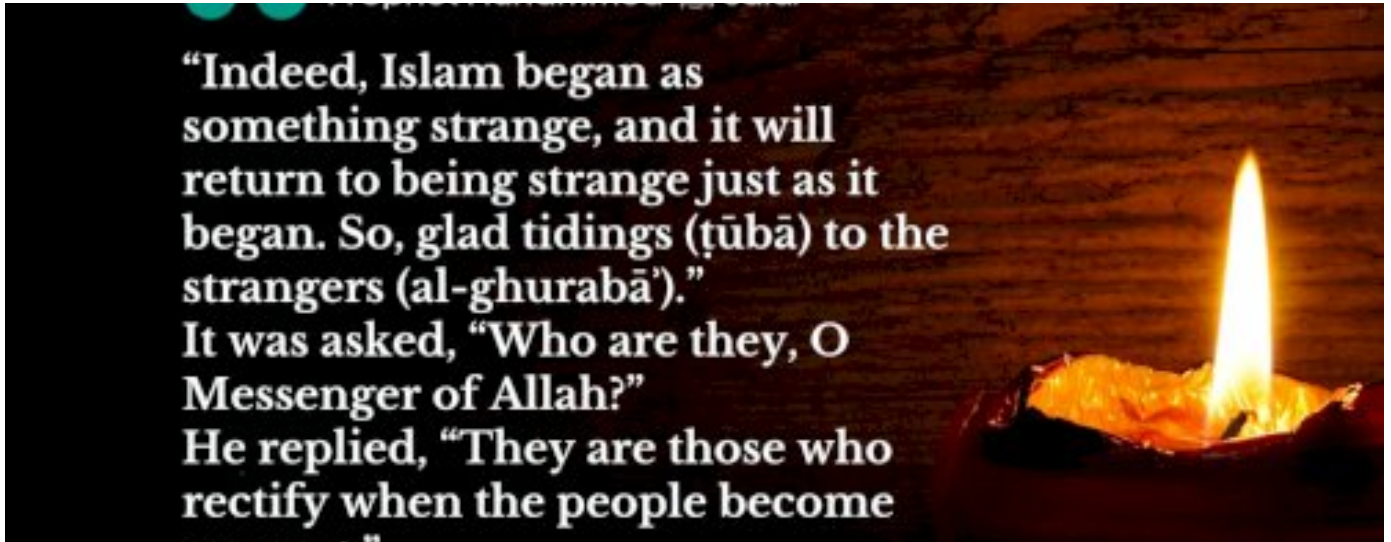 “Indeed, Islam began as
something strange, and it will
return to being strange just as it
began. So, glad tidings (ṭūbā) to the
strangers (al-ghurabāʾ).”
It was asked, “Who are they, O
Messenger of Allah?”
He replied, “They are those who
rectify when the people become